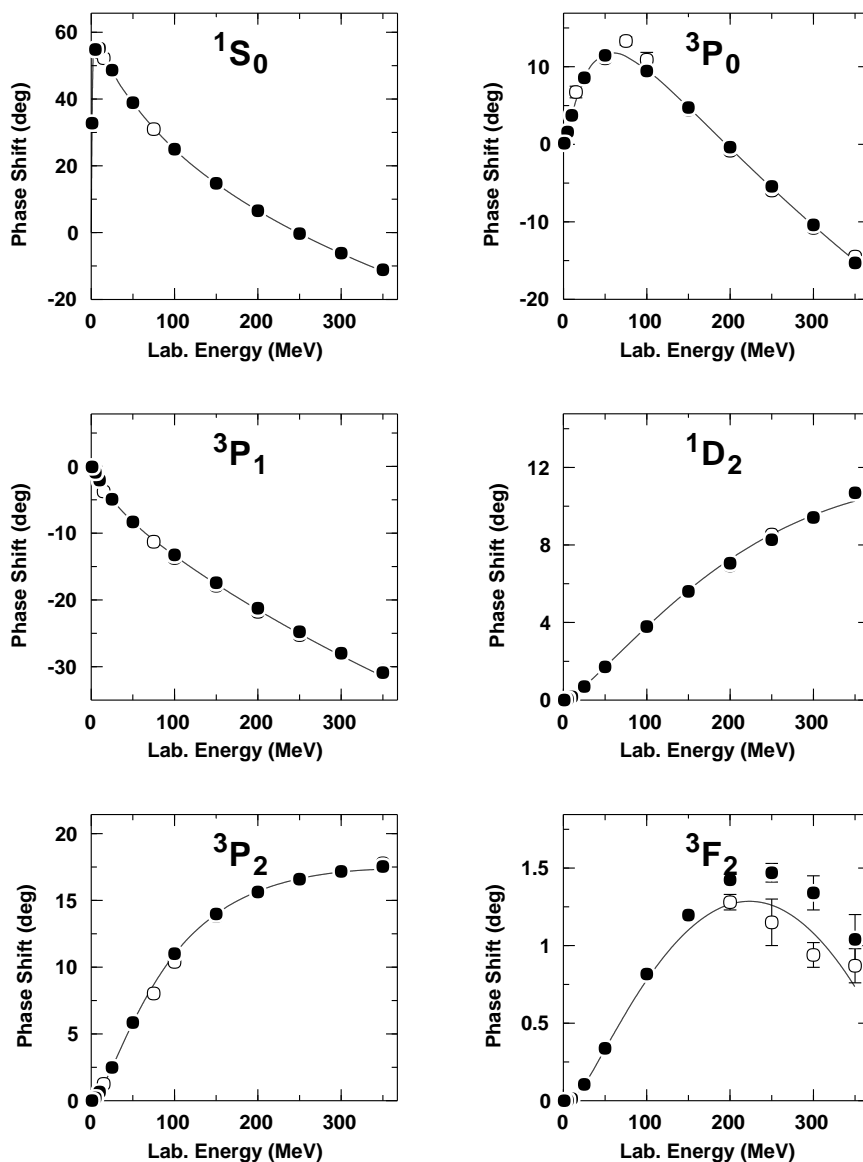 ¹S₀
Phase Shift (deg)
60
40
20
0
-20
0 100 200 300
Lab. Energy (MeV)
³P₀
Phase Shift (deg)
10
0
-10
-20
0 100 200 300
Lab. Energy (MeV)
³P₁
Phase Shift (deg)
0
-10
-20
-30
0 100 200 300
Lab. Energy (MeV)
¹D₂
Phase Shift (deg)
12
8
4
0
0 100 200 300
Lab. Energy (MeV)
³P₂
Phase Shift (deg)
20
15
10
5
0
0 100 200 300
Lab. Energy (MeV)
³F₂
Phase Shift (deg)
1.5
1
0.5
0
0 100 200 300
Lab. Energy (MeV)